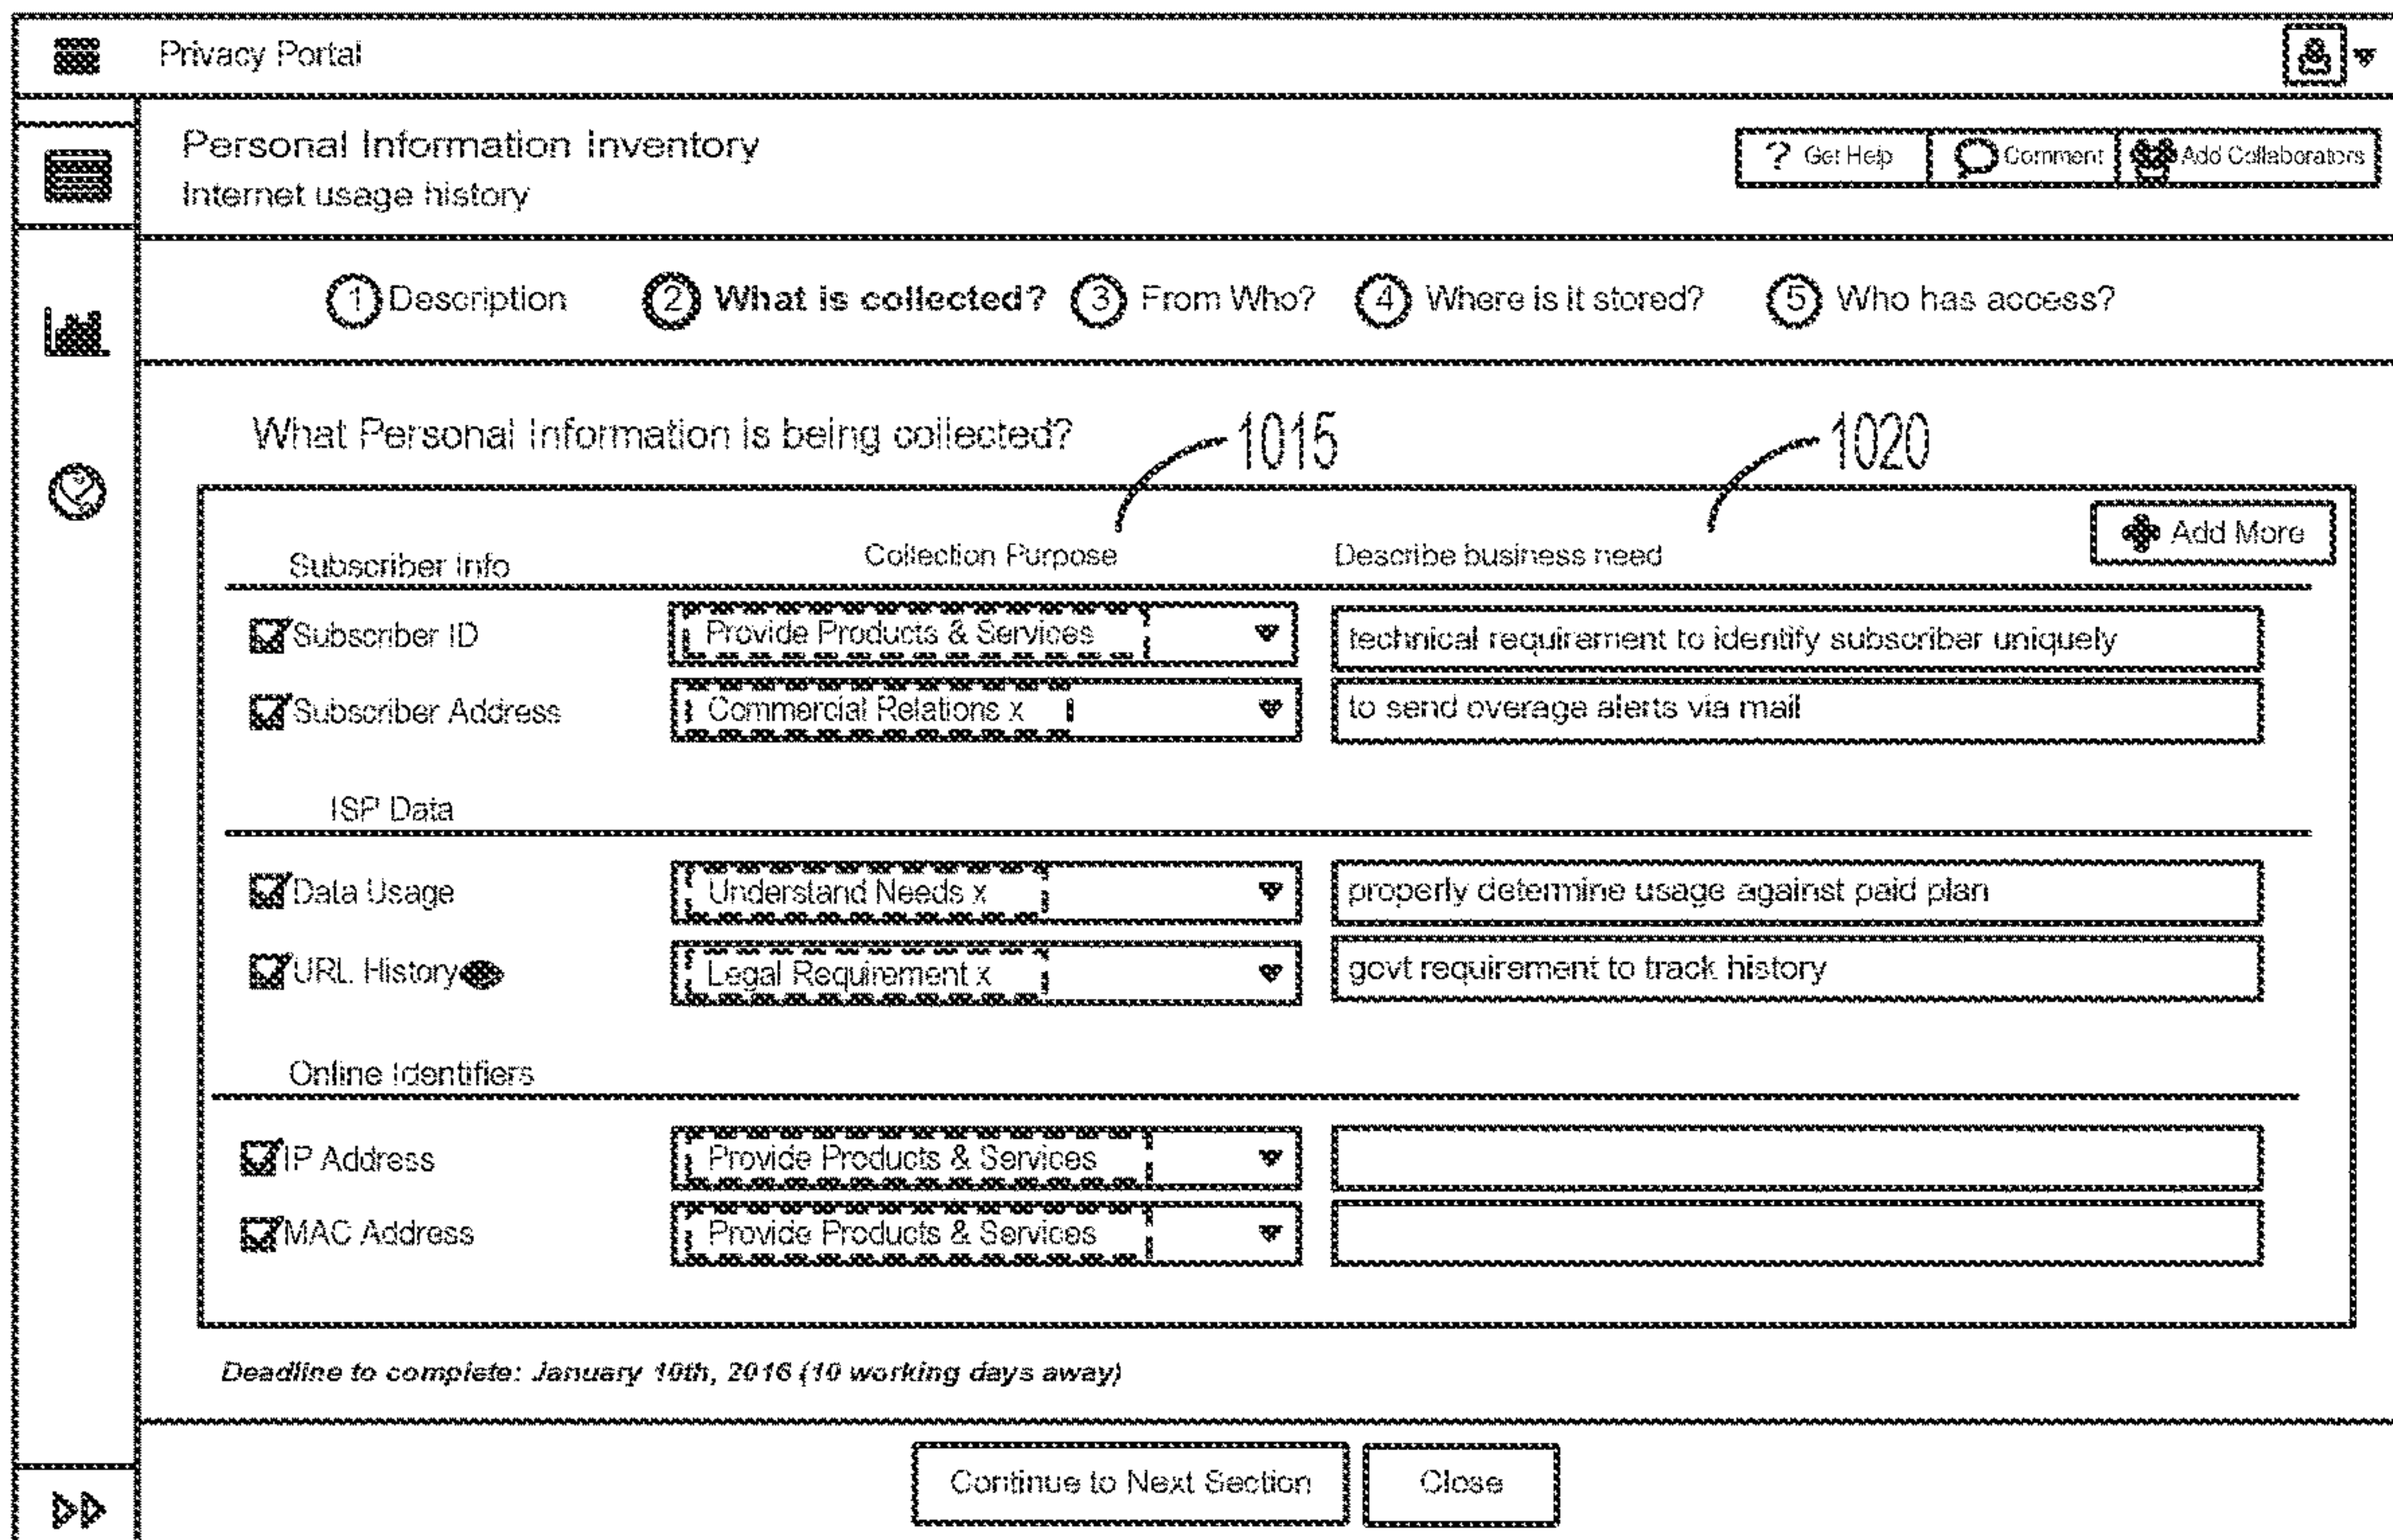 Privacy Portal
Personal Information Inventory
Internet usage history
? Get Help Comment Add Collaborators
1 Description 2 What is collected? 3 From Who? 4 Where is it stored? 5 Who has access?
What Personal Information is being collected? 1015 1020
Subscriber Info Collection Purpose Describe business need Add More
Subscriber ID Provide Products & Services technical requirement to identify subscriber uniquely
Subscriber Address Commercial Relations x to send overage alerts via mail
ISP Data
Data Usage Understand Needs x properly determine usage against paid plan
URL History Legal Requirement x govt requirement to track history
Online Identifiers
IP Address Provide Products & Services
MAC Address Provide Products & Services
Deadline to complete: January 10th, 2016 (10 working days away)
Continue to Next Section Close